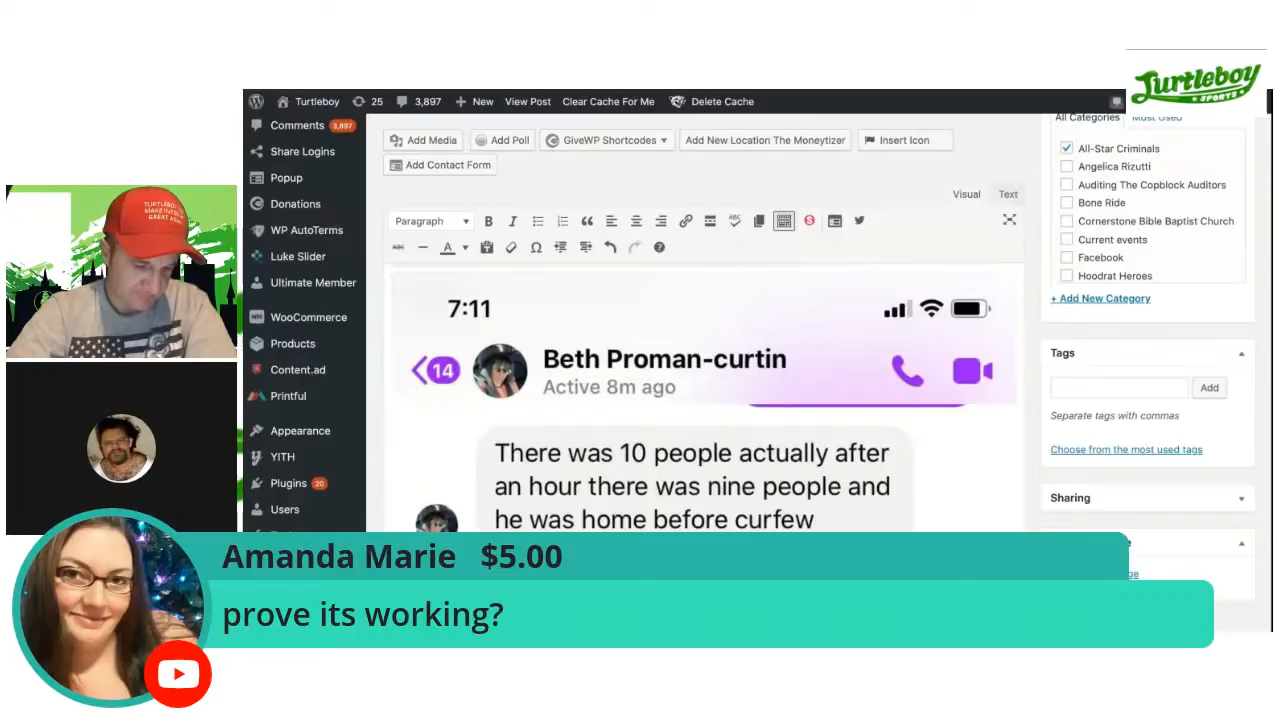 Turtleboy
SPORTS
Turtleboy 25 3,897 New View Post Clear Cache For Me Delete Cache
Comments 3,897
Share Logins
Popup
Donations
WP AutoTerms
Luke Slider
Ultimate Member
WooCommerce
Products
Content.ad
Printful
Appearance
YITH
Plugins 20
Users
Add Media Add Poll GiveWP Shortcodes Add New Location The Moneytizer Insert Icon
Add Contact Form
Visual Text
Paragraph B I
ABC A
7:11
14 Beth Proman-curtin
Active 8m ago
There was 10 people actually after
an hour there was nine people and
he was home before curfew
All Categories Most Used
All-Star Criminals
Angelica Rizutti
Auditing The Copblock Auditors
Bone Ride
Cornerstone Bible Baptist Church
Current events
Facebook
Hoodrat Heroes
+ Add New Category
Tags
Add
Separate tags with commas
Choose from the most used tags
Sharing
Amanda Marie $5.00
prove its working?